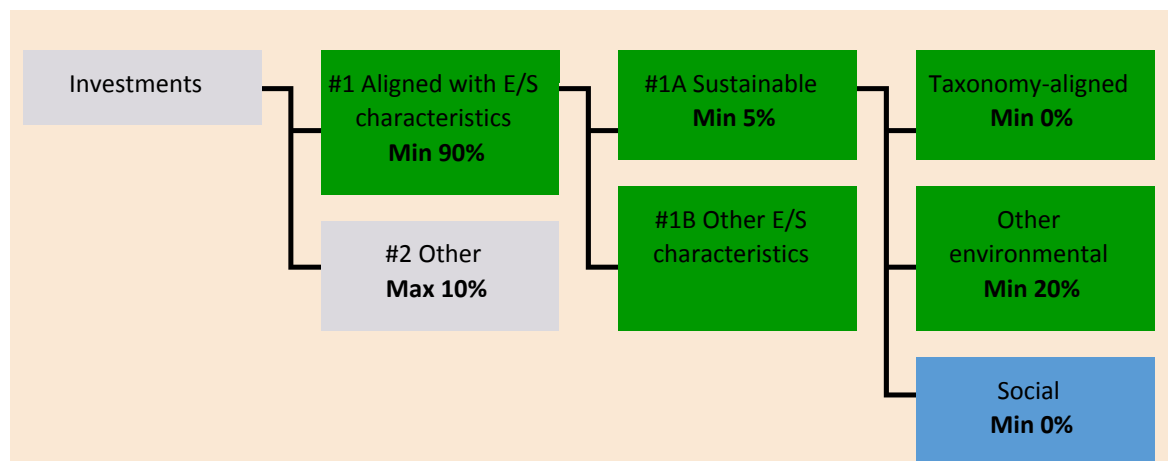 Investments
#1 Aligned with E/S
characteristics
Min 90%
#2 Other
Max 10%
#1A Sustainable
Min 5%
#1B Other E/S
characteristics
Taxonomy-aligned
Min 0%
Other
environmental
Min 20%
Social
Min 0%